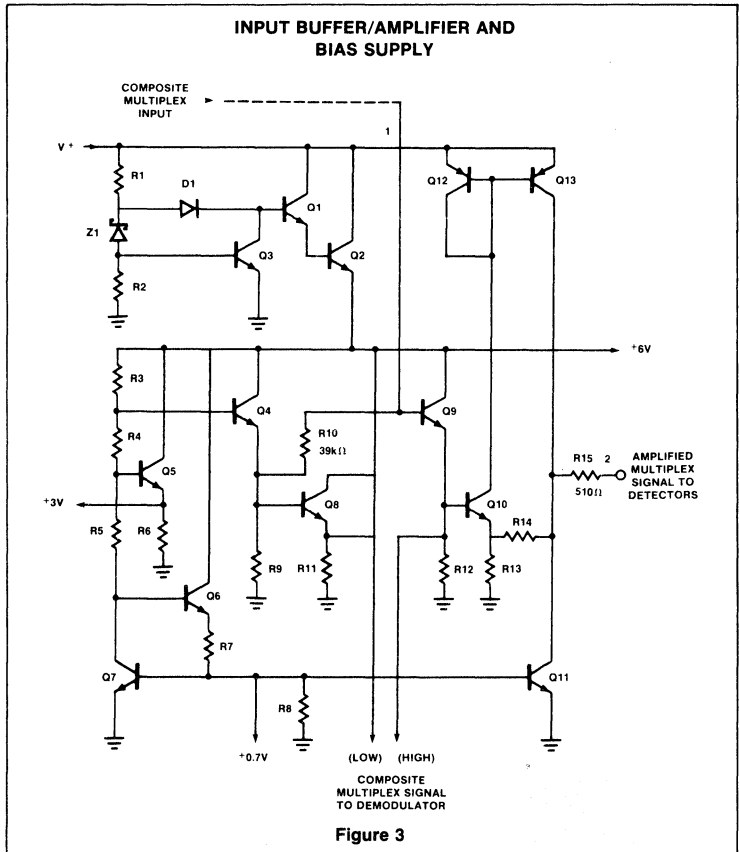 INPUT BUFFER/AMPLIFIER AND
BIAS SUPPLY
COMPOSITE
MULTIPLEX
INPUT
1
V+
R1
D1
Q1
Q12
Q13
Z1
Q3
Q2
R2
+6V
R3
Q4
Q9
R10
39kΩ
R4
Q5
R15
510Ω
2
AMPLIFIED
MULTIPLEX
SIGNAL TO
DETECTORS
+3V
Q8
Q10
R14
R5
R6
R9
R11
R12
R13
Q6
R7
Q7
Q11
R8
+0.7V
(LOW)
(HIGH)
COMPOSITE
MULTIPLEX SIGNAL
TO DEMODULATOR
Figure 3